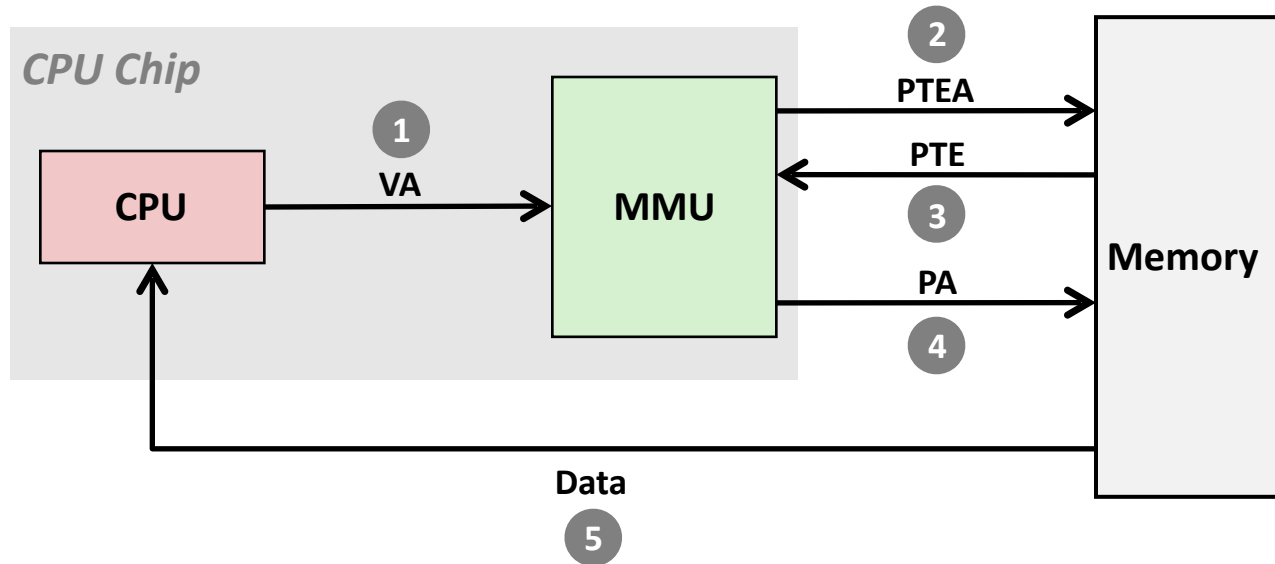 2
CPU Chip
PTEA
1
PTE
VA
CPU
MMU
3
Memory
PA
4
Data
5